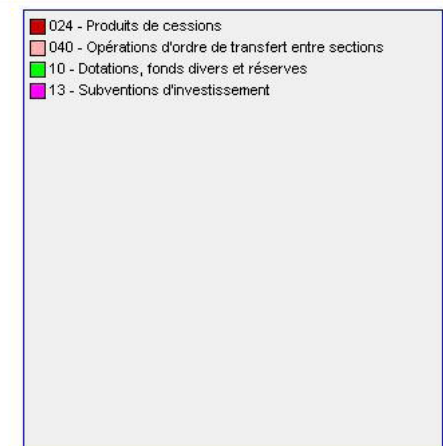 024 - Produits de cessions
040 - Opérations d'ordre de transfert entre sections
10 - Dotations, fonds divers et réserves
13 - Subventions d'investissement